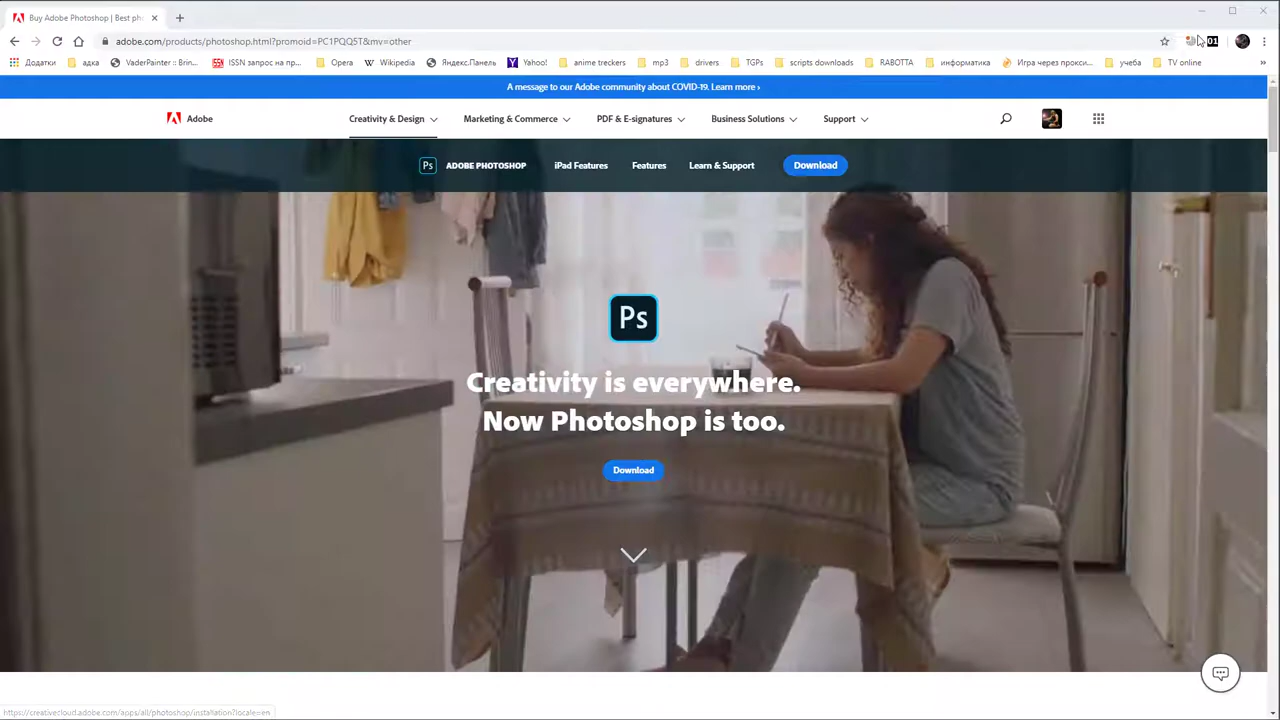 Buy Adobe Photoshop | Best ph
adobe.com/products/photoshop.html?promoid=PC1PQQ5T&mv=other
01
Додатки
адка
VaderPainter :: Brin...
ISSN запрос на пр...
Opera
Wikipedia
Яндекс.Панель
Yahoo!
anime treckers
mp3
drivers
TGPs
scripts downloads
RABOTTA
информатика
Игра через прокси...
учеба
TV online
A message to our Adobe community about COVID-19. Learn more ›
Adobe
Creativity & Design
Marketing & Commerce
PDF & E-signatures
Business Solutions
Support
Ps
ADOBE PHOTOSHOP
iPad Features
Features
Learn & Support
Download
Ps
Creativity is everywhere.
Now Photoshop is too.
Download
https://creativecloud.adobe.com/apps/all/photoshop/installation?locale=en